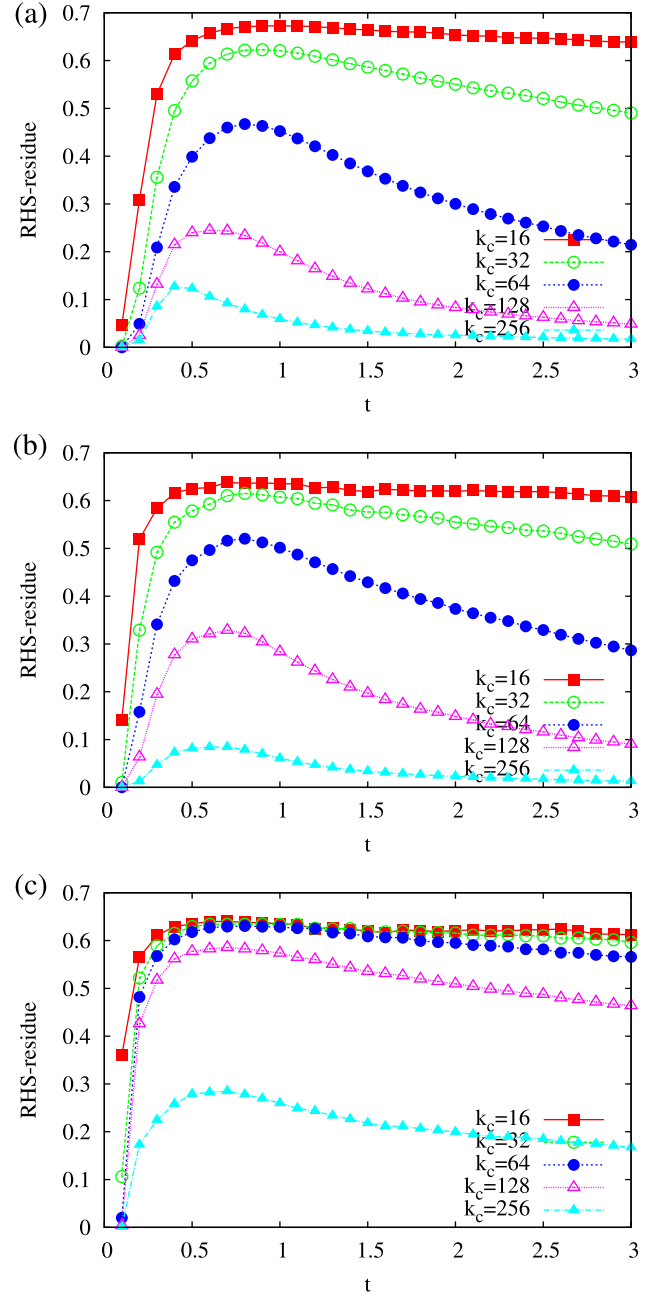 (a)
0.7
0.6
0.5
0.4
0.3
0.2
0.1
0
RHS-residue
k_c=16
k_c=32
k_c=64
k_c=128
k_c=256
0 0.5 1 1.5 2 2.5 3
t
(b)
0.7
0.6
0.5
0.4
0.3
0.2
0.1
0
RHS-residue
k_c=16
k_c=32
k_c=64
k_c=128
k_c=256
0 0.5 1 1.5 2 2.5 3
t
(c)
0.7
0.6
0.5
0.4
0.3
0.2
0.1
0
RHS-residue
k_c=16
k_c=32
k_c=64
k_c=128
k_c=256
0 0.5 1 1.5 2 2.5 3
t